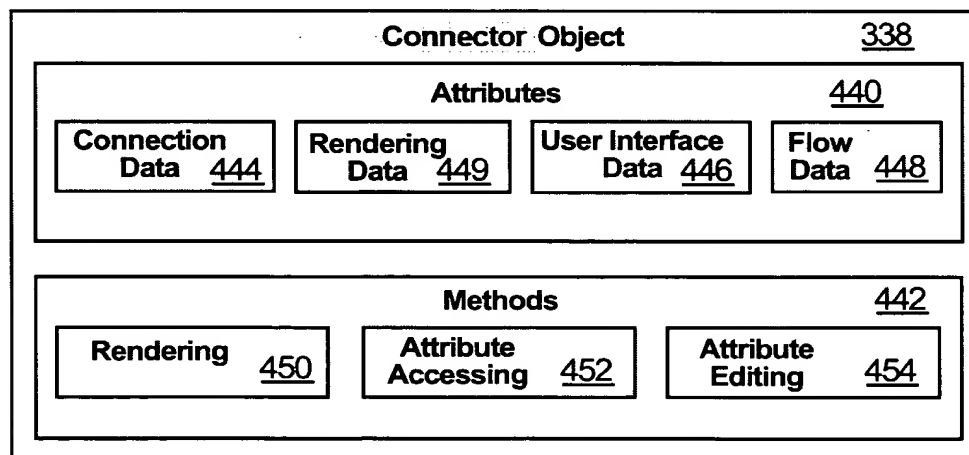 Connector Object 338
Attributes 440
Connection Data 444
Rendering Data 449
User Interface Data 446
Flow Data 448
Methods 442
Rendering 450
Attribute Accessing 452
Attribute Editing 454